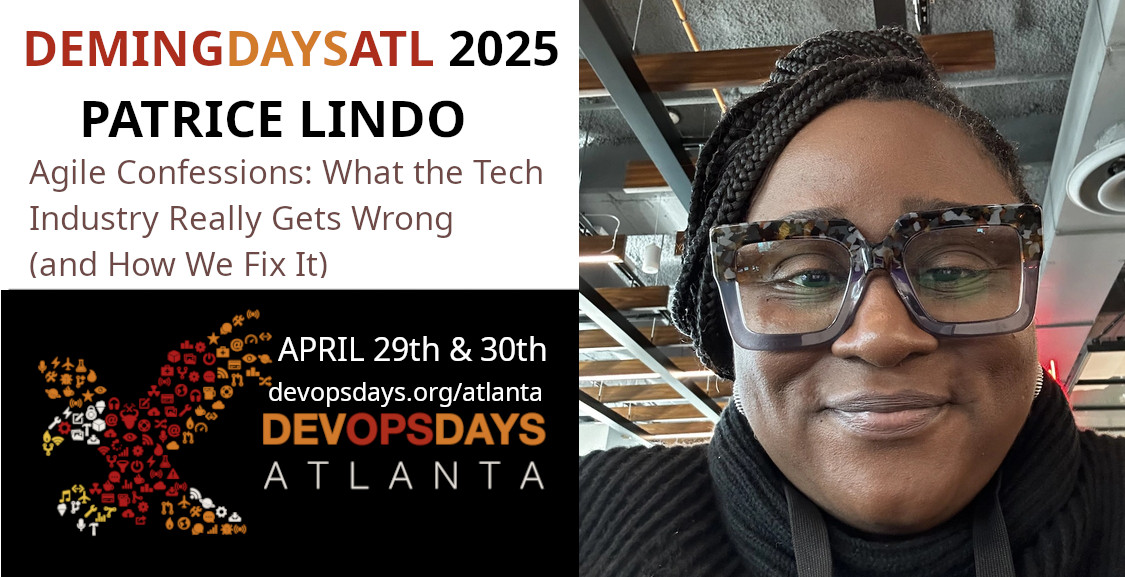 DEMINGDAYSATL 2025
PATRICE LINDO
Agile Confessions: What the Tech
Industry Really Gets Wrong
(and How We Fix It)
APRIL 29th & 30th
devopsdays.org/atlanta
DEVOPSDAYS
ATLANTA